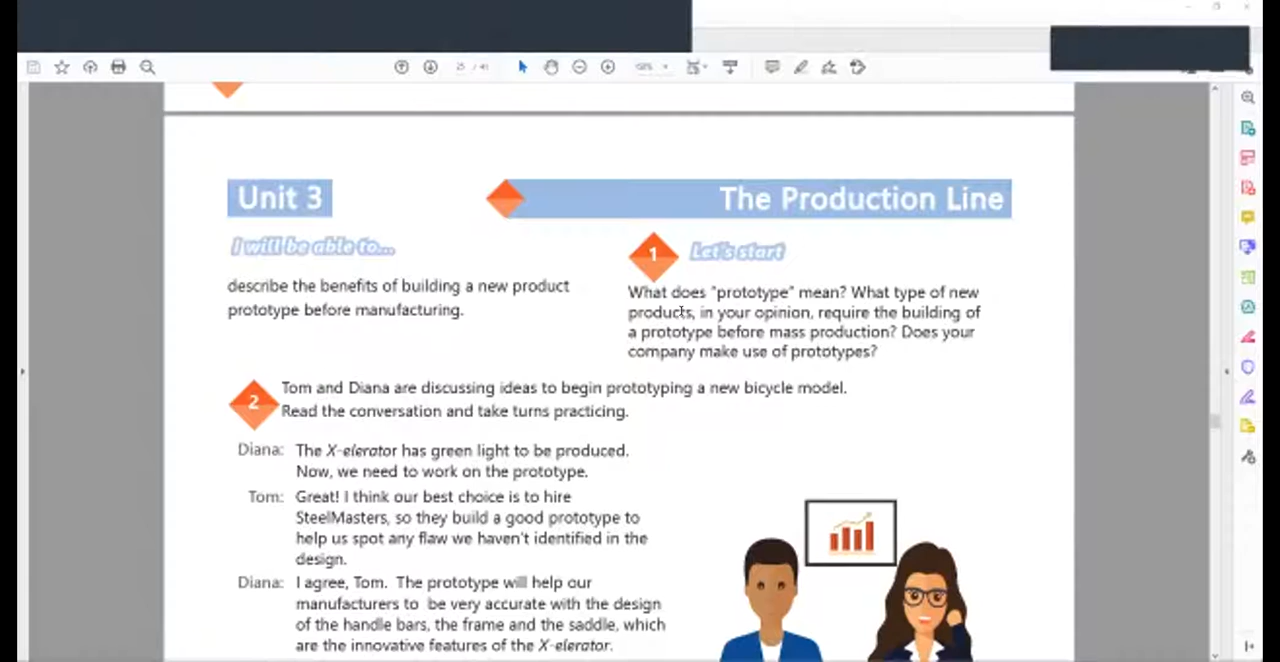 Unit 3
The Production Line
I will be able to...
describe the benefits of building a new product
prototype before manufacturing.
1
Let's start
What does "prototype" mean? What type of new
products, in your opinion, require the building of
a prototype before mass production? Does your
company make use of prototypes?
2
Tom and Diana are discussing ideas to begin prototyping a new bicycle model.
Read the conversation and take turns practicing.
Diana: The X-elerator has green light to be produced.
Now, we need to work on the prototype.
Tom: Great! I think our best choice is to hire
SteelMasters, so they build a good prototype to
help us spot any flaw we haven't identified in the
design.
Diana: I agree, Tom. The prototype will help our
manufacturers to be very accurate with the design
of the handle bars, the frame and the saddle, which
are the innovative features of the X-elerator.